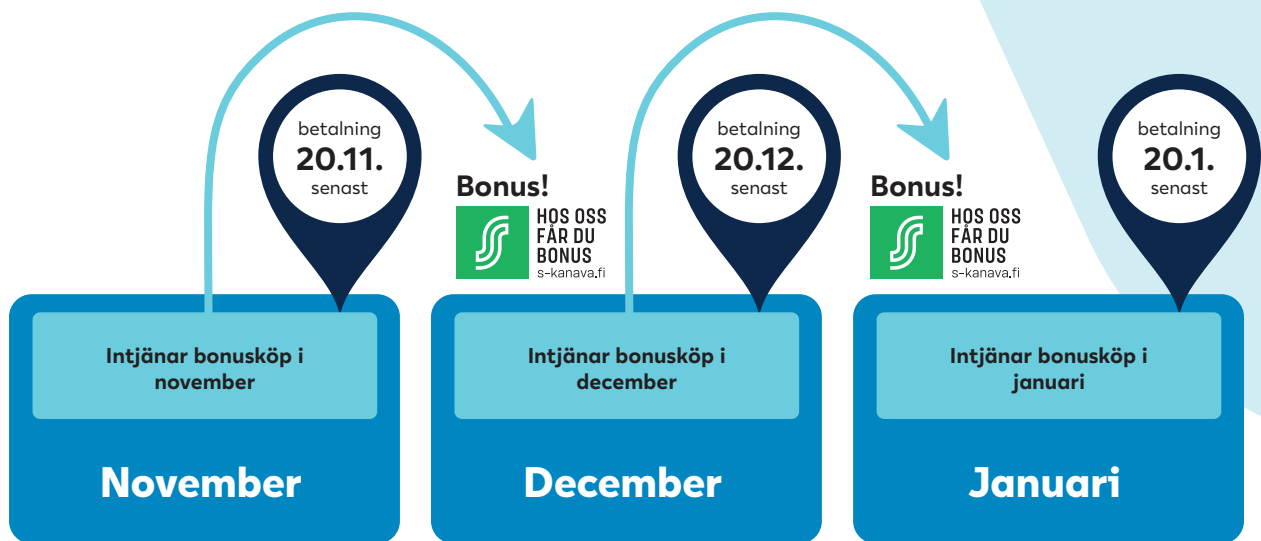 betalning
20.11.
senast
betalning
20.12.
senast
betalning
20.1.
senast
Bonus!
HOS OSS
FÅR DU
BONUS
s-kanava.fi
Bonus!
HOS OSS
FÅR DU
BONUS
s-kanava.fi
Intjänar bonusköp i
november
Intjänar bonusköp i
december
Intjänar bonusköp i
januari
November
December
Januari